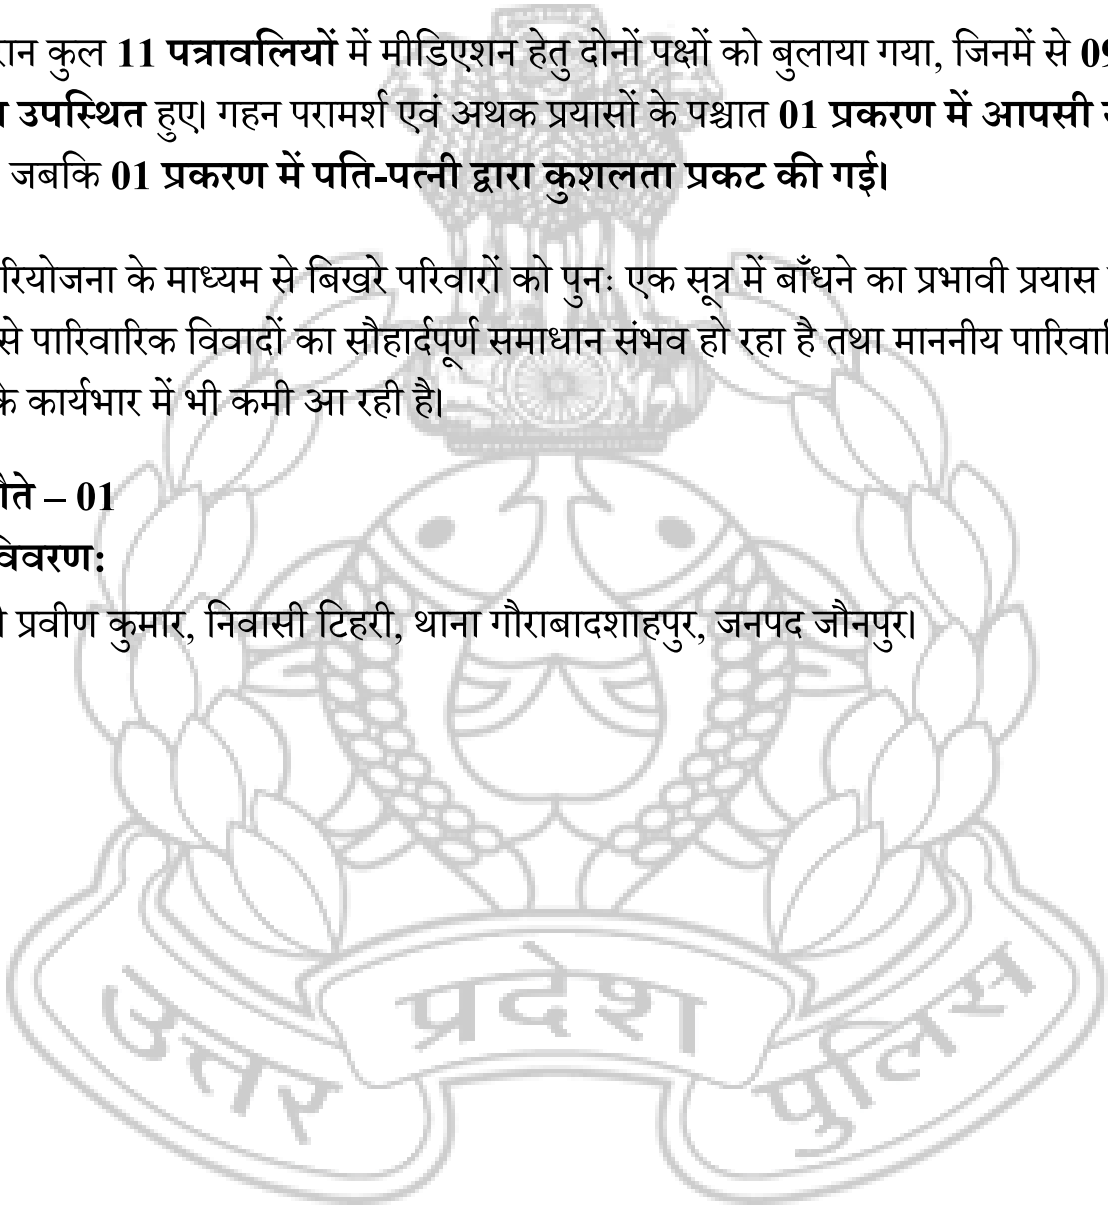 रान कुल 11 पत्रावलियों में मीडिएशन हेतु दोनों पक्षों को बुलाया गया, जिनमें से 09
उपस्थित हुए। गहन परामर्श एवं अथक प्रयासों के पश्चात 01 प्रकरण में आपसी
जबकि 01 प्रकरण में पति-पत्नी द्वारा कुशलता प्रकट की गई।
रियोजना के माध्यम से बिखरे परिवारों को पुनः एक सूत्र में बाँधने का प्रभावी प्रयास
से पारिवारिक विवादों का सौहार्दपूर्ण समाधान संभव हो रहा है तथा माननीय पारिवारि
के कार्यभार में भी कमी आ रही है।
ौते – 01
विवरण:
प्रवीण कुमार, निवासी टिहरी, थाना गौराबादशाहपुर, जनपद जौनपुर।
उत्तर प्रदेश पुलिस